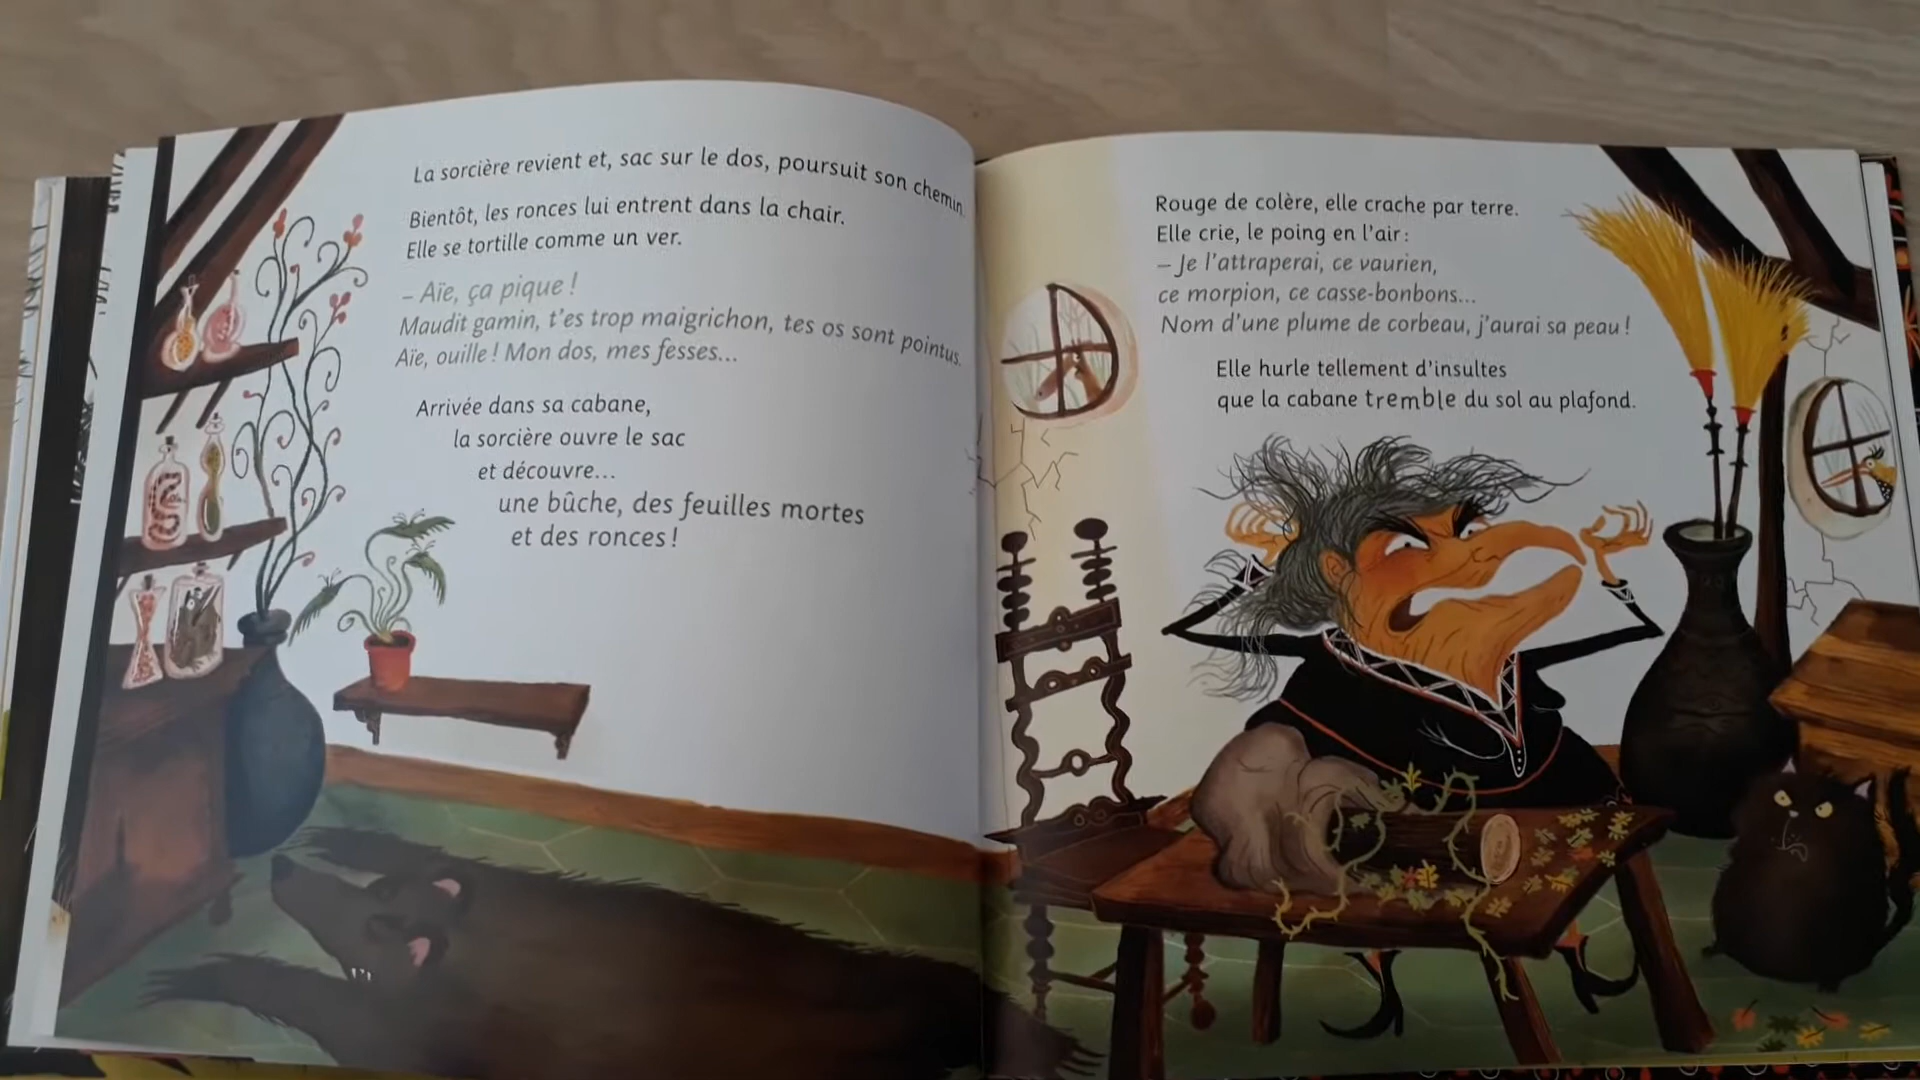 La sorcière revient et, sac sur le dos, poursuit son chemin.
Bientôt, les ronces lui entrent dans la chair.
Elle se tortille comme un ver.
– Aïe, ça pique !
Maudit gamin, t'es trop maigrichon, tes os sont pointus.
Aïe, ouille ! Mon dos, mes fesses...
Arrivée dans sa cabane,
la sorcière ouvre le sac
et découvre...
une bûche, des feuilles mortes
et des ronces !
Rouge de colère, elle crache par terre.
Elle crie, le poing en l'air :
– Je l'attraperai, ce vaurien,
ce morpion, ce casse-bonbons...
Nom d'une plume de corbeau, j'aurai sa peau !
Elle hurle tellement d'insultes
que la cabane tremble du sol au plafond.